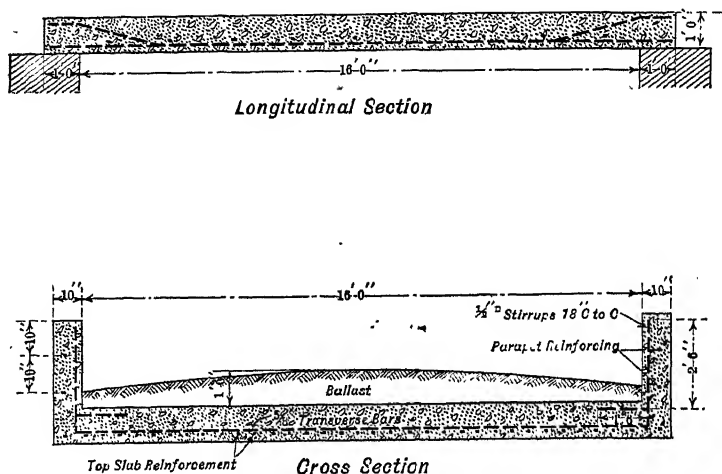 1'0"
1-0"
16'-0"
1-0"
Longitudinal Section
10"
16'-0"
10"
½"□ Stirrups 18"C to C
10"
Parapet Reinforcing
10"
2'-6"
Ballast
Transverse Bars
Top Slab Reinforcement
Cross Section